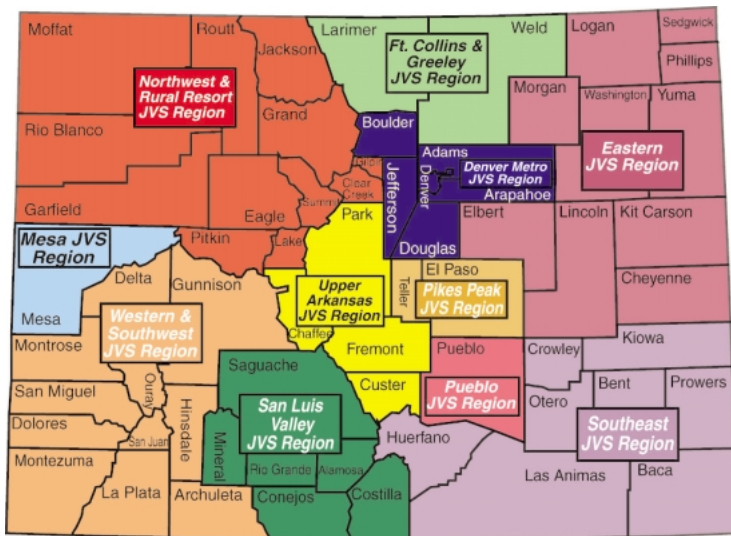 Moffat
Routt
Jackson
Larimer
Weld
Logan
Sedgwick
Phillips
Northwest &
Rural Resort
JVS Region
Ft. Collins &
Greeley
JVS Region
Morgan
Washington
Yuma
Rio Blanco
Grand
Boulder
Adams
Eastern
JVS Region
Denver Metro
JVS Region
Jefferson
Denver
Arapahoe
Clear
Creek
Garfield
Eagle
Summit
Park
Elbert
Lincoln
Kit Carson
Mesa JVS
Region
Pitkin
Lake
Douglas
Delta
Gunnison
Upper
Arkansas
JVS Region
Teller
El Paso
Pikes Peak
JVS Region
Cheyenne
Mesa
Western &
Southwest
JVS Region
Chaffee
Kiowa
Montrose
Fremont
Pueblo
Crowley
Saguache
San Miguel
Ouray
Hinsdale
Custer
Pueblo
JVS Region
Otero
Bent
Prowers
Dolores
San Juan
Mineral
San Luis
Valley
JVS Region
Huerfano
Southeast
JVS Region
Montezuma
Rio Grande
Alamosa
Las Animas
Baca
La Plata
Archuleta
Conejos
Costilla